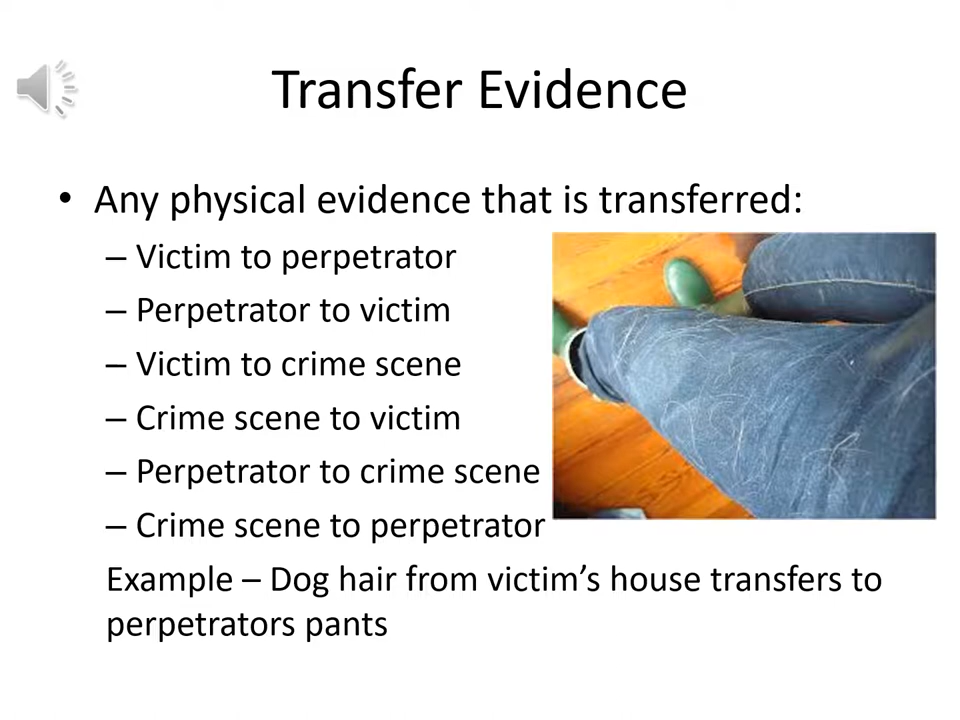 Transfer Evidence
• Any physical evidence that is transferred:
– Victim to perpetrator
– Perpetrator to victim
– Victim to crime scene
– Crime scene to victim
– Perpetrator to crime scene
– Crime scene to perpetrator
Example – Dog hair from victim’s house transfers to
perpetrators pants